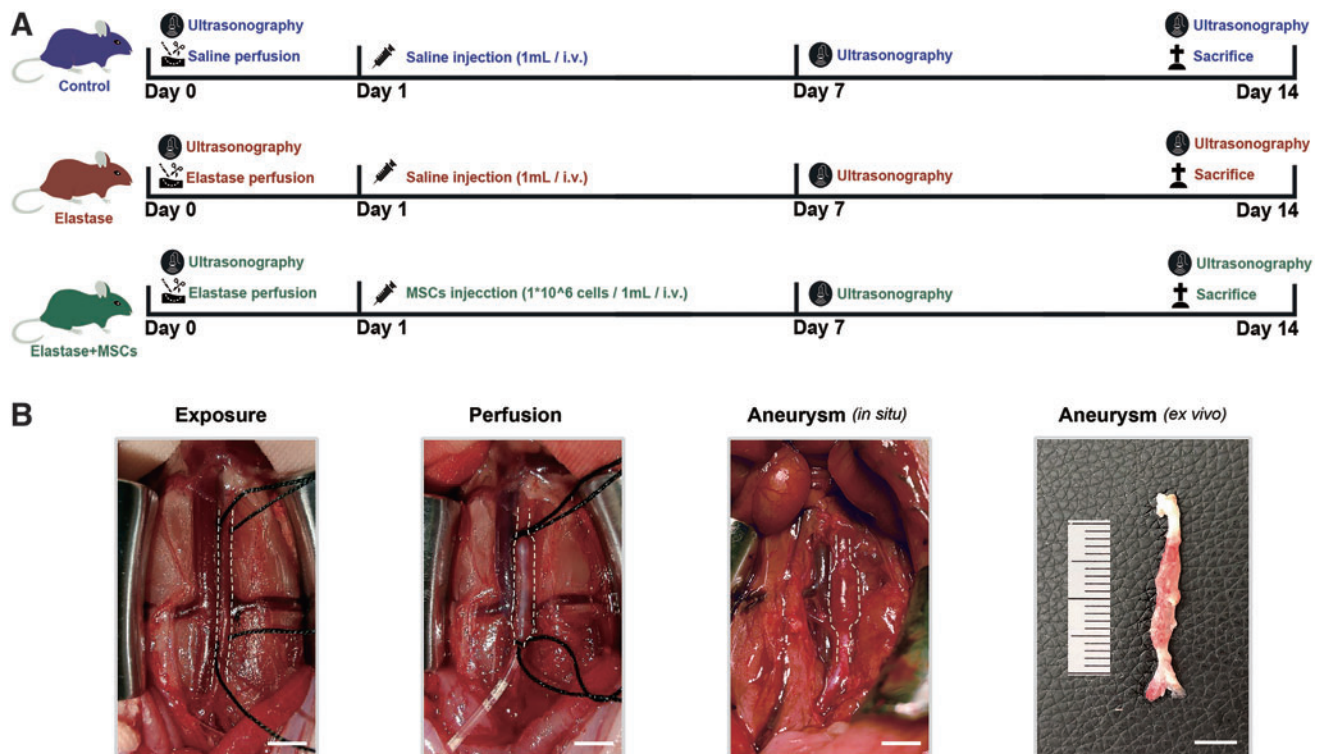 A
Ultrasonography
Saline perfusion
Saline injection (1mL / i.v.)
Ultrasonography
Ultrasonography
Sacrifice
Control
Day 0
Day 1
Day 7
Day 14
Ultrasonography
Elastase perfusion
Saline injection (1mL / i.v.)
Ultrasonography
Ultrasonography
Sacrifice
Elastase
Day 0
Day 1
Day 7
Day 14
Ultrasonography
Elastase perfusion
MSCs injecction (1*10^6 cells / 1mL / i.v.)
Ultrasonography
Ultrasonography
Sacrifice
Elastase+MSCs
Day 0
Day 1
Day 7
Day 14
B
Exposure
Perfusion
Aneurysm (in situ)
Aneurysm (ex vivo)